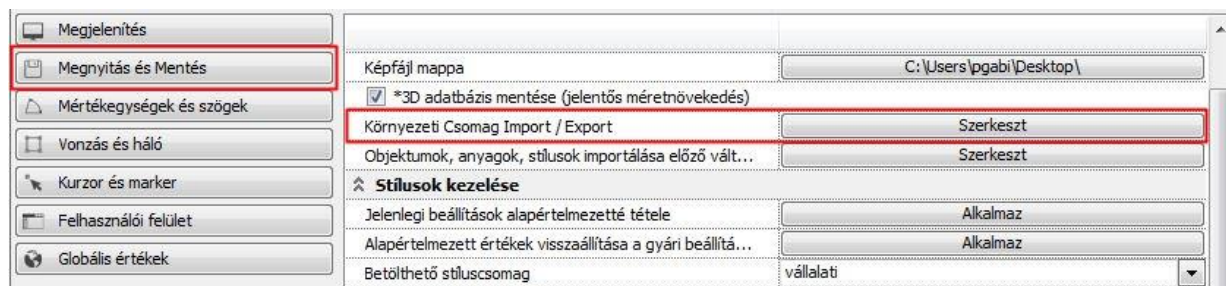 Megjelenítés
Megnyitás és Mentés
Mértékegységek és szögek
Vonzás és háló
Kurzor és marker
Felhasználói felület
Globális értékek
Képfájl mappa C:\Users\pgabi\Desktop\
*3D adatbázis mentése (jelentős méretnövekedés)
Környezeti Csomag Import / Export Szerkeszt
Objektumok, anyagok, stílusok importálása előző vált... Szerkeszt
Stílusok kezelése
Jelenlegi beállítások alapértelmezetté tétele Alkalmaz
Alapértelmezett értékek visszaállítása a gyári beállítá... Alkalmaz
Betölthető stíluscsomag vállalati